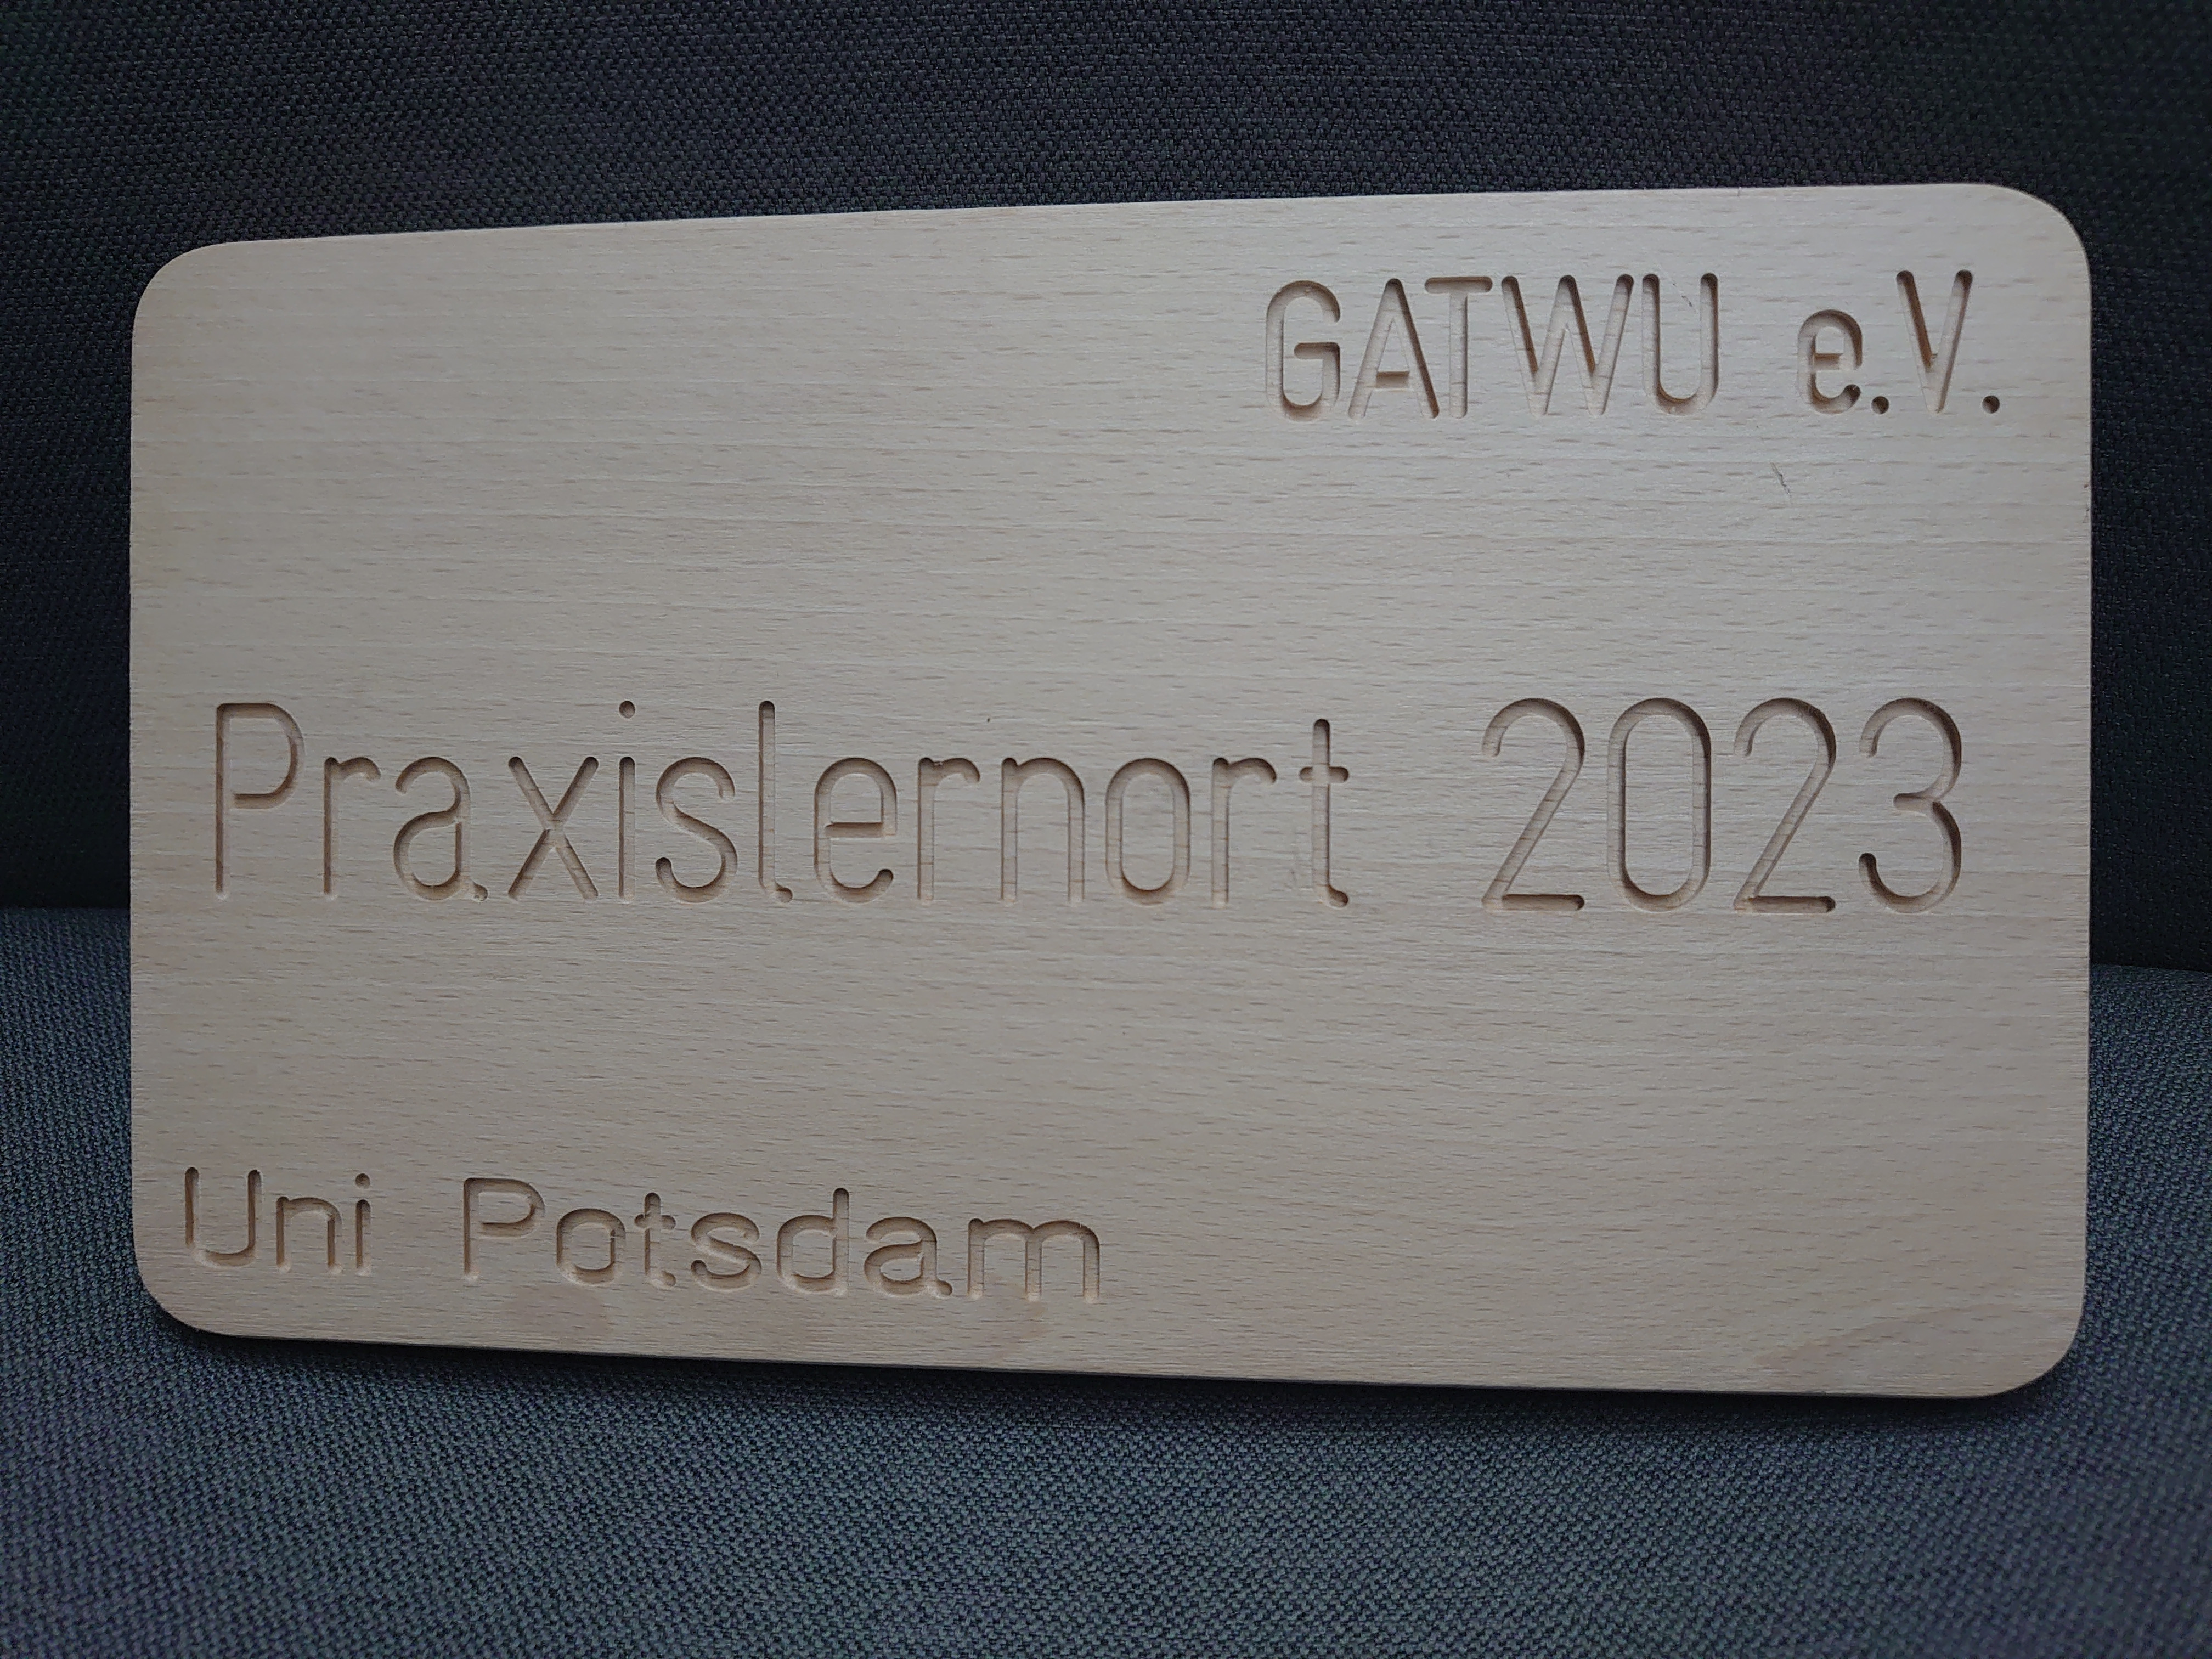 GATWU e.V.
Praxislernort 2023
Uni Potsdam